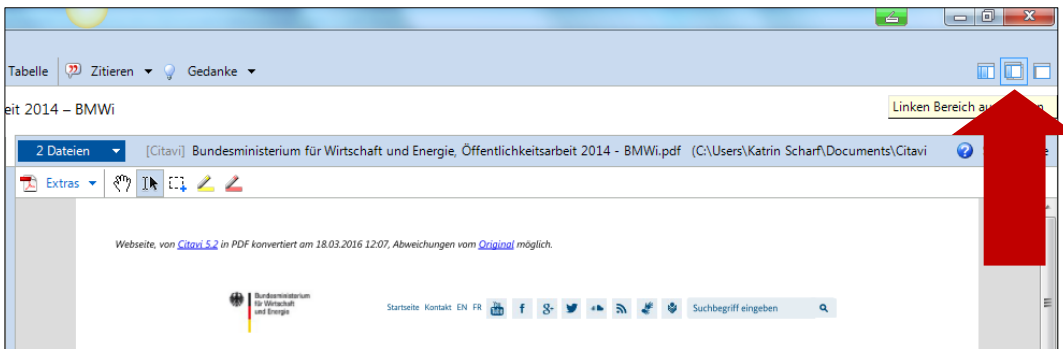 Tabelle Zitieren Gedanke
eit 2014 – BMWi
Linken Bereich au
2 Dateien [Citavi] Bundesministerium für Wirtschaft und Energie, Öffentlichkeitsarbeit 2014 - BMWi.pdf (C:\Users\Katrin Scharf\Documents\Citavi
Extras
Webseite, von Citavi 5.2 in PDF konvertiert am 18.03.2016 12:07, Abweichungen vom Original möglich.
Bundesministerium
für Wirtschaft
und Energie
Startseite Kontakt EN FR You Tube f g+ Suchbegriff eingeben